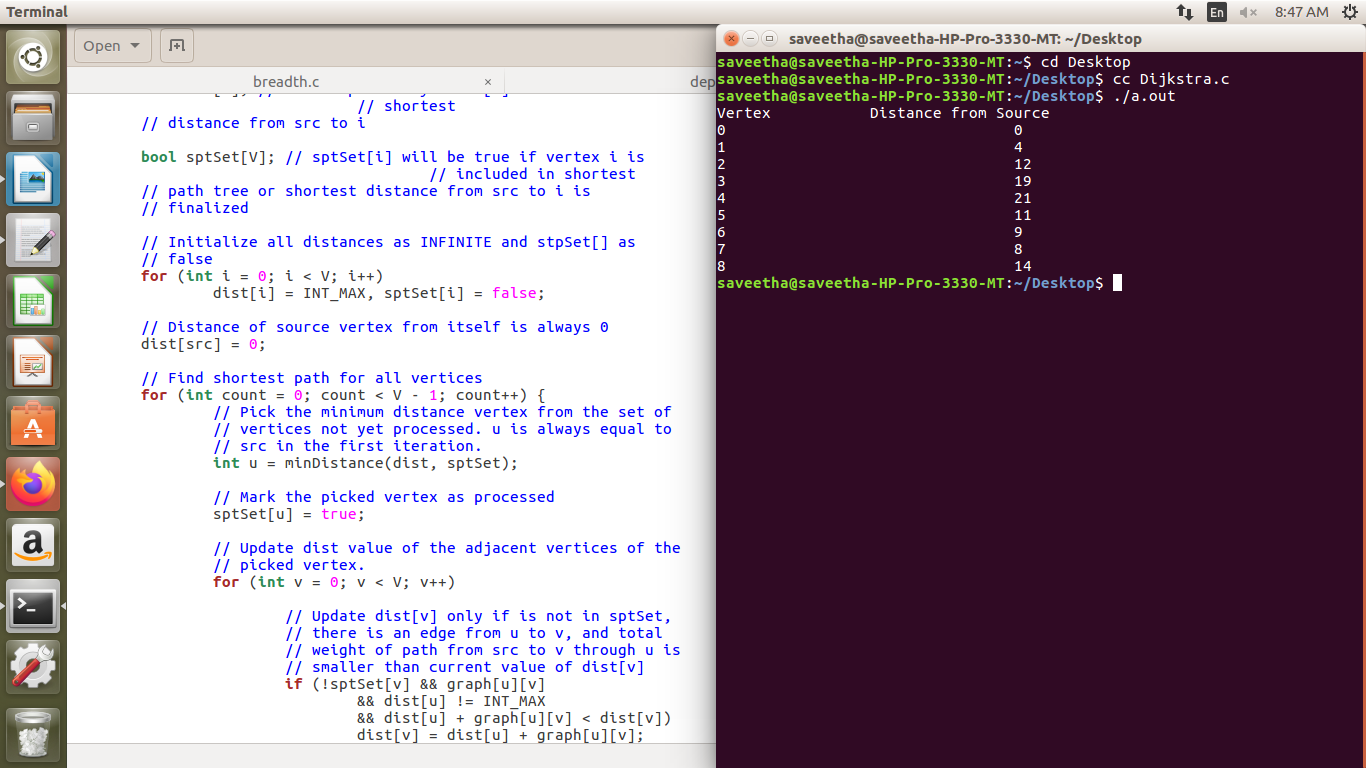 Terminal
En
8:47 AM
Open
breadth.c
×
dep
// shortest
// distance from src to i
bool sptSet[V]; // sptSet[i] will be true if vertex i is
// included in shortest
// path tree or shortest distance from src to i is
// finalized
// Initialize all distances as INFINITE and stpSet[] as
// false
for (int i = 0; i < V; i++)
dist[i] = INT_MAX, sptSet[i] = false;
// Distance of source vertex from itself is always 0
dist[src] = 0;
// Find shortest path for all vertices
for (int count = 0; count < V - 1; count++) {
// Pick the minimum distance vertex from the set of
// vertices not yet processed. u is always equal to
// src in the first iteration.
int u = minDistance(dist, sptSet);
// Mark the picked vertex as processed
sptSet[u] = true;
// Update dist value of the adjacent vertices of the
// picked vertex.
for (int v = 0; v < V; v++)
// Update dist[v] only if is not in sptSet,
// there is an edge from u to v, and total
// weight of path from src to v through u is
// smaller than current value of dist[v]
if (!sptSet[v] && graph[u][v]
&& dist[u] != INT_MAX
&& dist[u] + graph[u][v] < dist[v])
dist[v] = dist[u] + graph[u][v];
saveetha@saveetha-HP-Pro-3330-MT: ~/Desktop
saveetha@saveetha-HP-Pro-3330-MT:~$ cd Desktop
saveetha@saveetha-HP-Pro-3330-MT:~/Desktop$ cc Dijkstra.c
saveetha@saveetha-HP-Pro-3330-MT:~/Desktop$ ./a.out
Vertex Distance from Source
0 0
1 4
2 12
3 19
4 21
5 11
6 9
7 8
8 14
saveetha@saveetha-HP-Pro-3330-MT:~/Desktop$